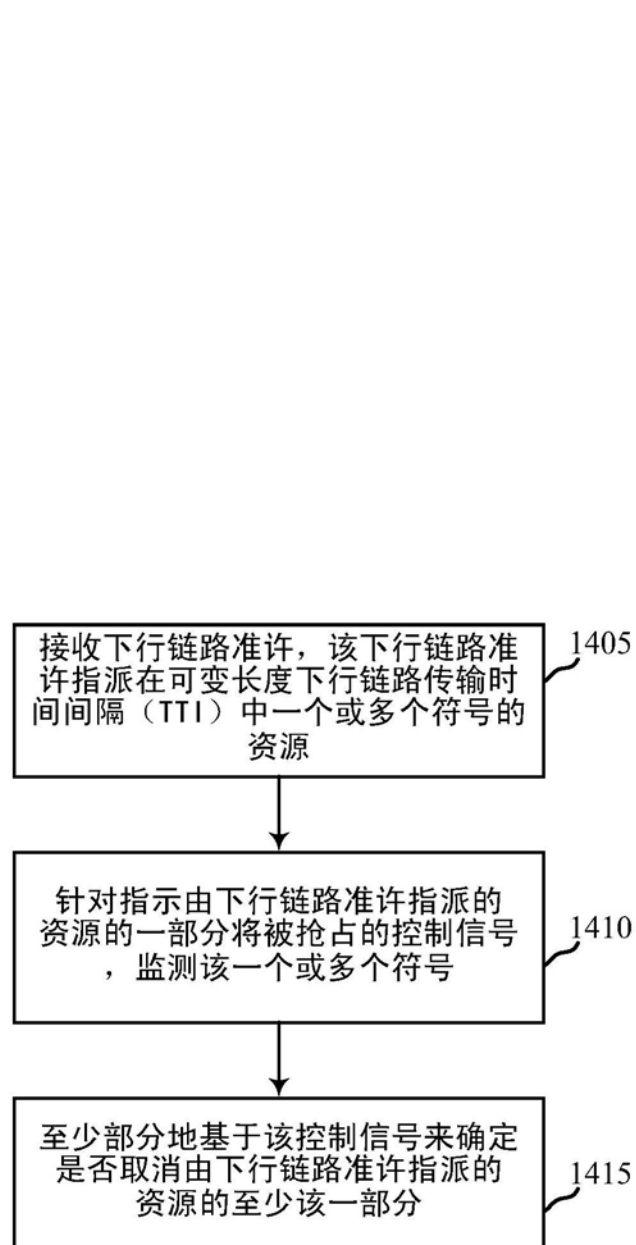 接收下行链路准许，该下行链路准
许指派在可变长度下行链路传输时
间间隔（TTI）中一个或多个符号的
资源
1405
针对指示由下行链路准许指派的
资源的一部分将被抢占的控制信号
，监测该一个或多个符号
1410
至少部分地基于该控制信号来确定
是否取消由下行链路准许指派的
资源的至少该一部分
1415